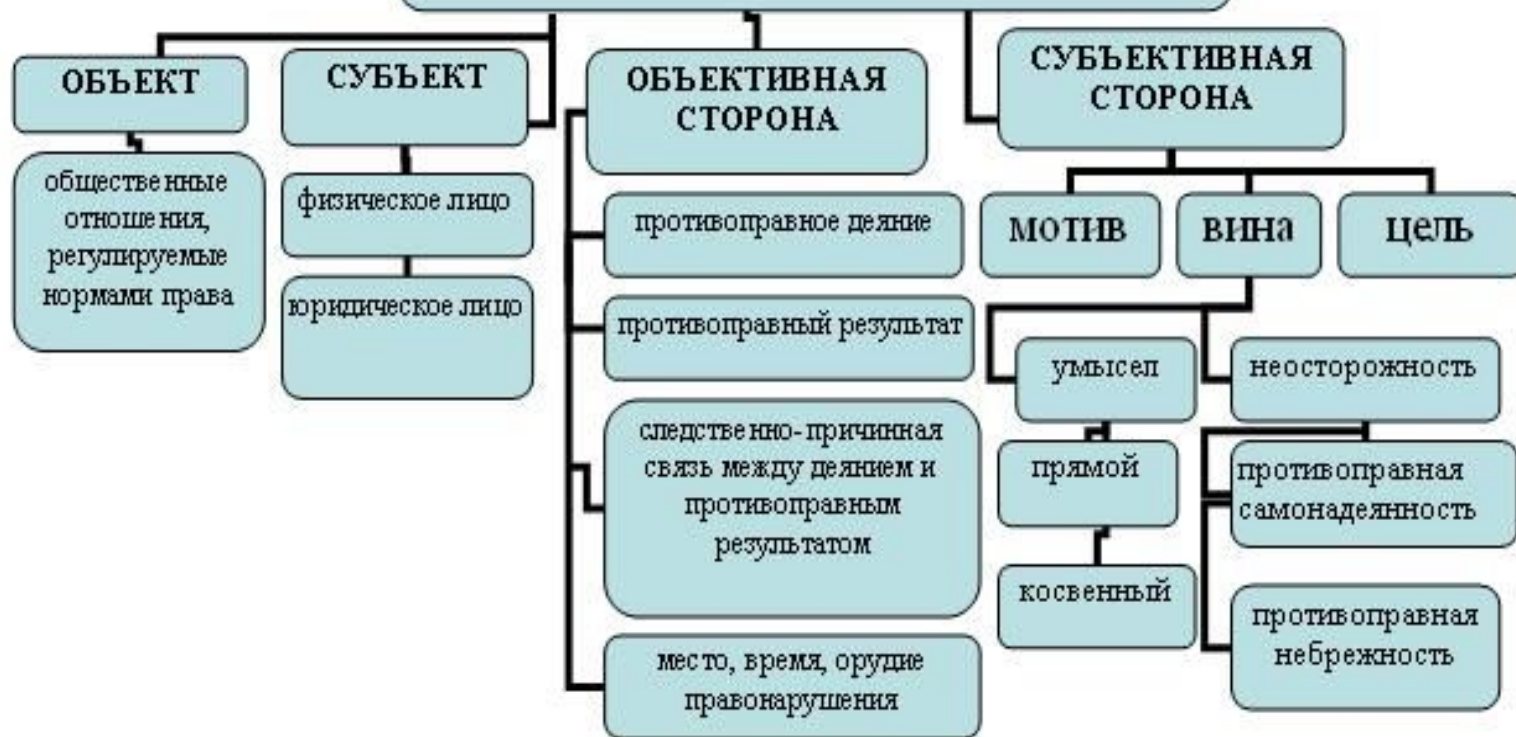 ОБЪЕКТ
общественные
отношения,
регулируемые
нормами права
СУБЪЕКТ
физическое лицо
юридическое лицо
ОБЪЕКТИВНАЯ
СТОРОНА
противоправное деяние
противоправный результат
следственно-причинная
связь между деянием и
противоправным
результатом
место, время, орудие
правонарушения
СУБЪЕКТИВНАЯ
СТОРОНА
МОТИВ
ВИНА
ЦЕЛЬ
умысел
прямой
косвенный
неосторожность
противоправная
самонадеянность
противоправная
небрежность